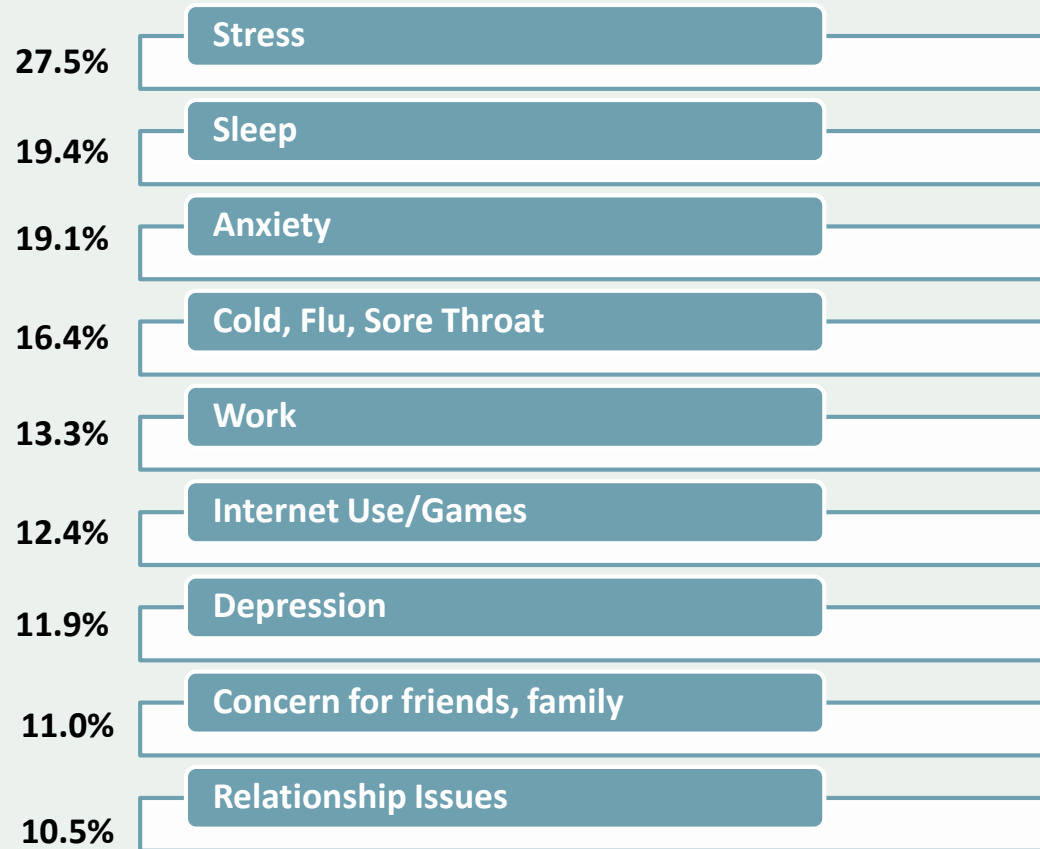 27.5% Stress
19.4% Sleep
19.1% Anxiety
16.4% Cold, Flu, Sore Throat
13.3% Work
12.4% Internet Use/Games
11.9% Depression
11.0% Concern for friends, family
10.5% Relationship Issues